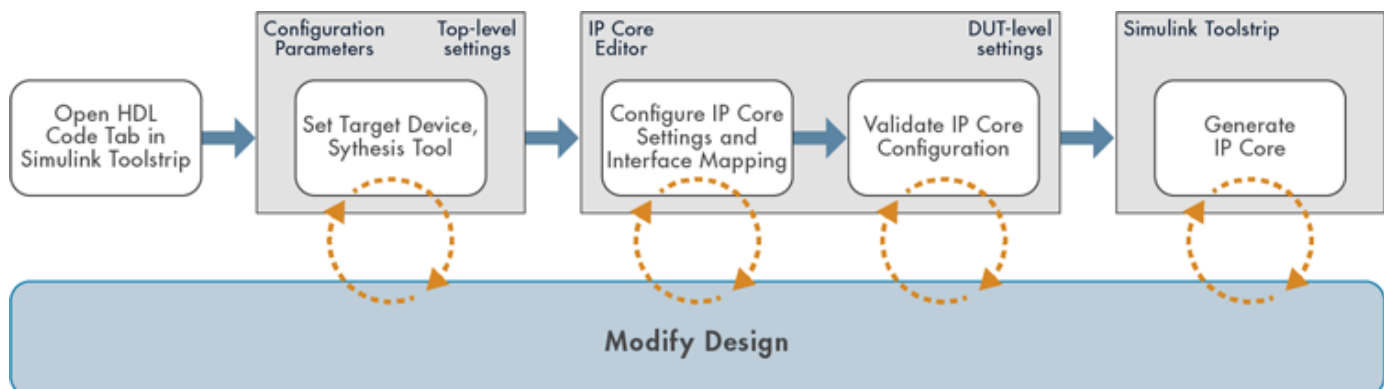 Configuration
Parameters
Top-level
settings
IP Core
Editor
DUT-level
settings
Simulink Toolstrip
Open HDL
Code Tab in
Simulink Toolstrip
Set Target Device,
Sythesis Tool
Configure IP Core
Settings and
Interface Mapping
Validate IP Core
Configuration
Generate
IP Core
Modify Design